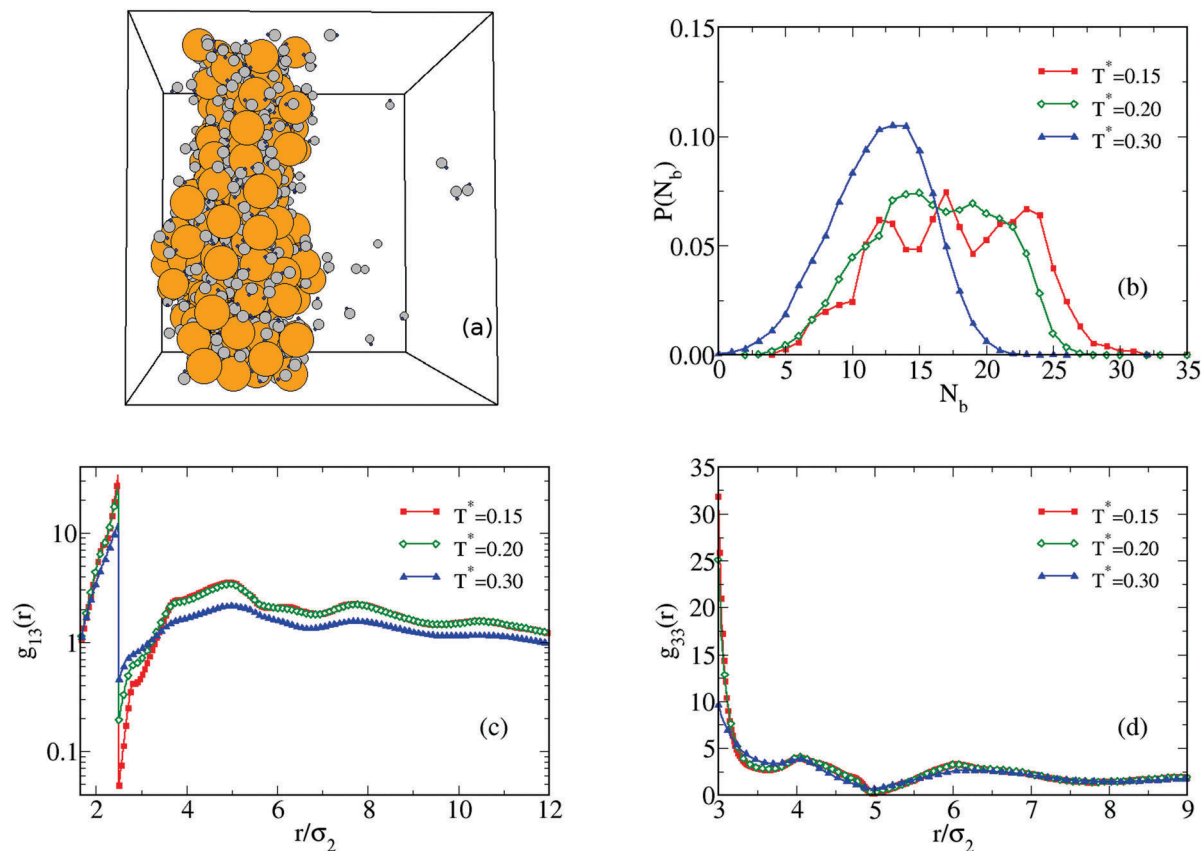 (a)
0.15
0.10
0.05
0.00
P(N_b)
T*=0.15
T*=0.20
T*=0.30
(b)
0 5 10 15 20 25 30 35
N_b
10
1
0.1
g_13(r)
T*=0.15
T*=0.20
T*=0.30
(c)
2 4 6 8 10 12
r/σ_2
35
30
25
20
15
10
5
0
g_33(r)
T*=0.15
T*=0.20
T*=0.30
(d)
3 4 5 6 7 8 9
r/σ_2